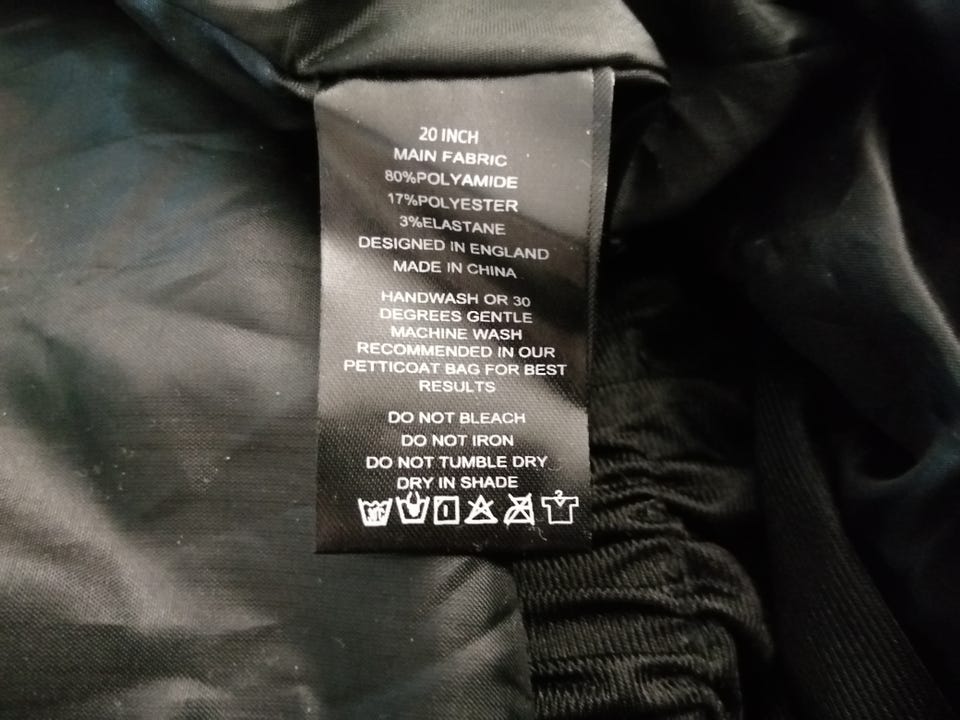 20 INCH
MAIN FABRIC
80%POLYAMIDE
17%POLYESTER
3%ELASTANE
DESIGNED IN ENGLAND
MADE IN CHINA
HANDWASH OR 30
DEGREES GENTLE
MACHINE WASH
RECOMMENDED IN OUR
PETTICOAT BAG FOR BEST
RESULTS
DO NOT BLEACH
DO NOT IRON
DO NOT TUMBLE DRY
DRY IN SHADE